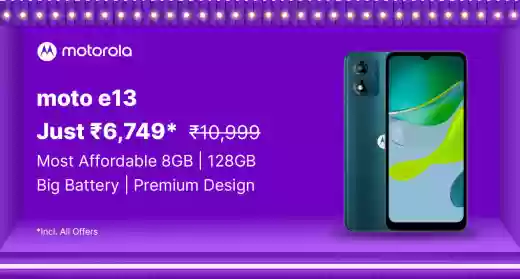 motorola
moto e13
Just ₹6,749* ₹10,999
Most Affordable 8GB | 128GB
Big Battery | Premium Design
*Incl. All Offers